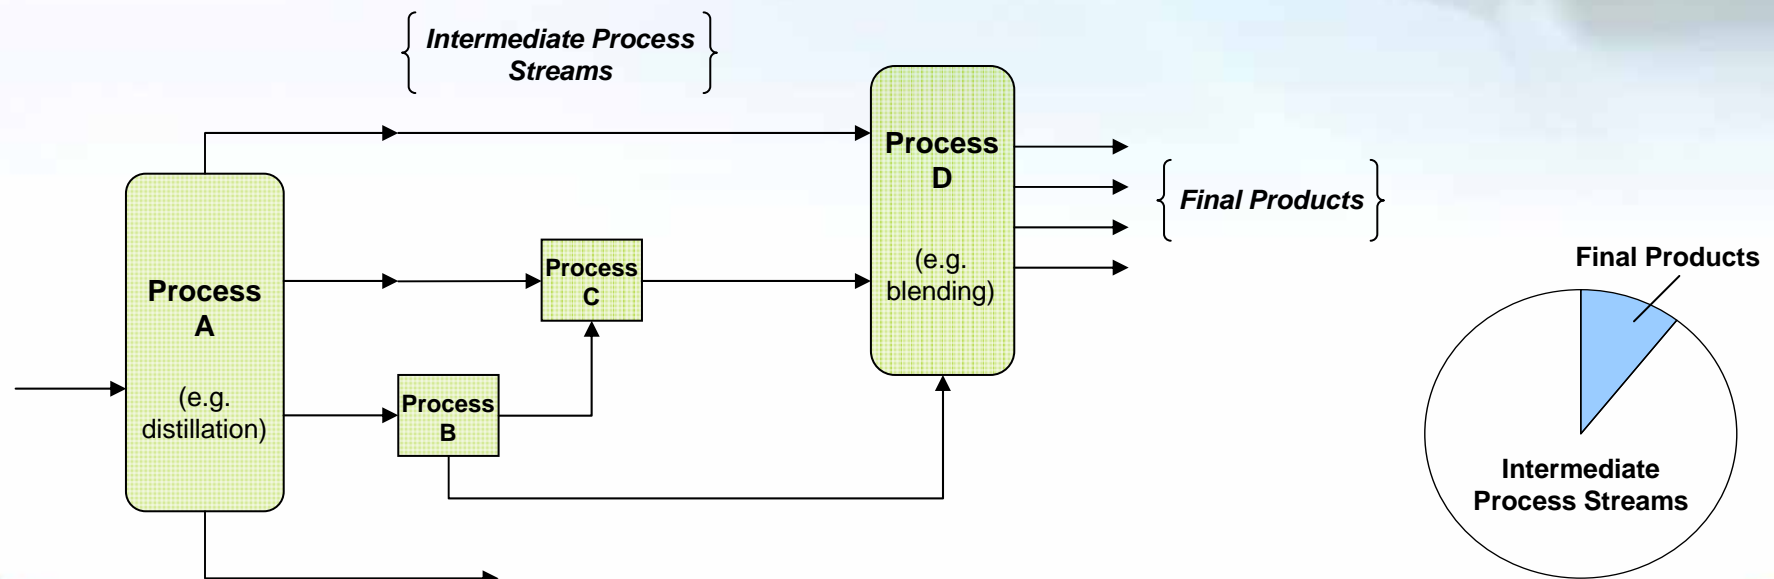 Intermediate Process
Streams
Process
D
(e.g.
blending)
Final Products
Process
A
(e.g.
distillation)
Process
C
Process
B
Final Products
Intermediate
Process Streams